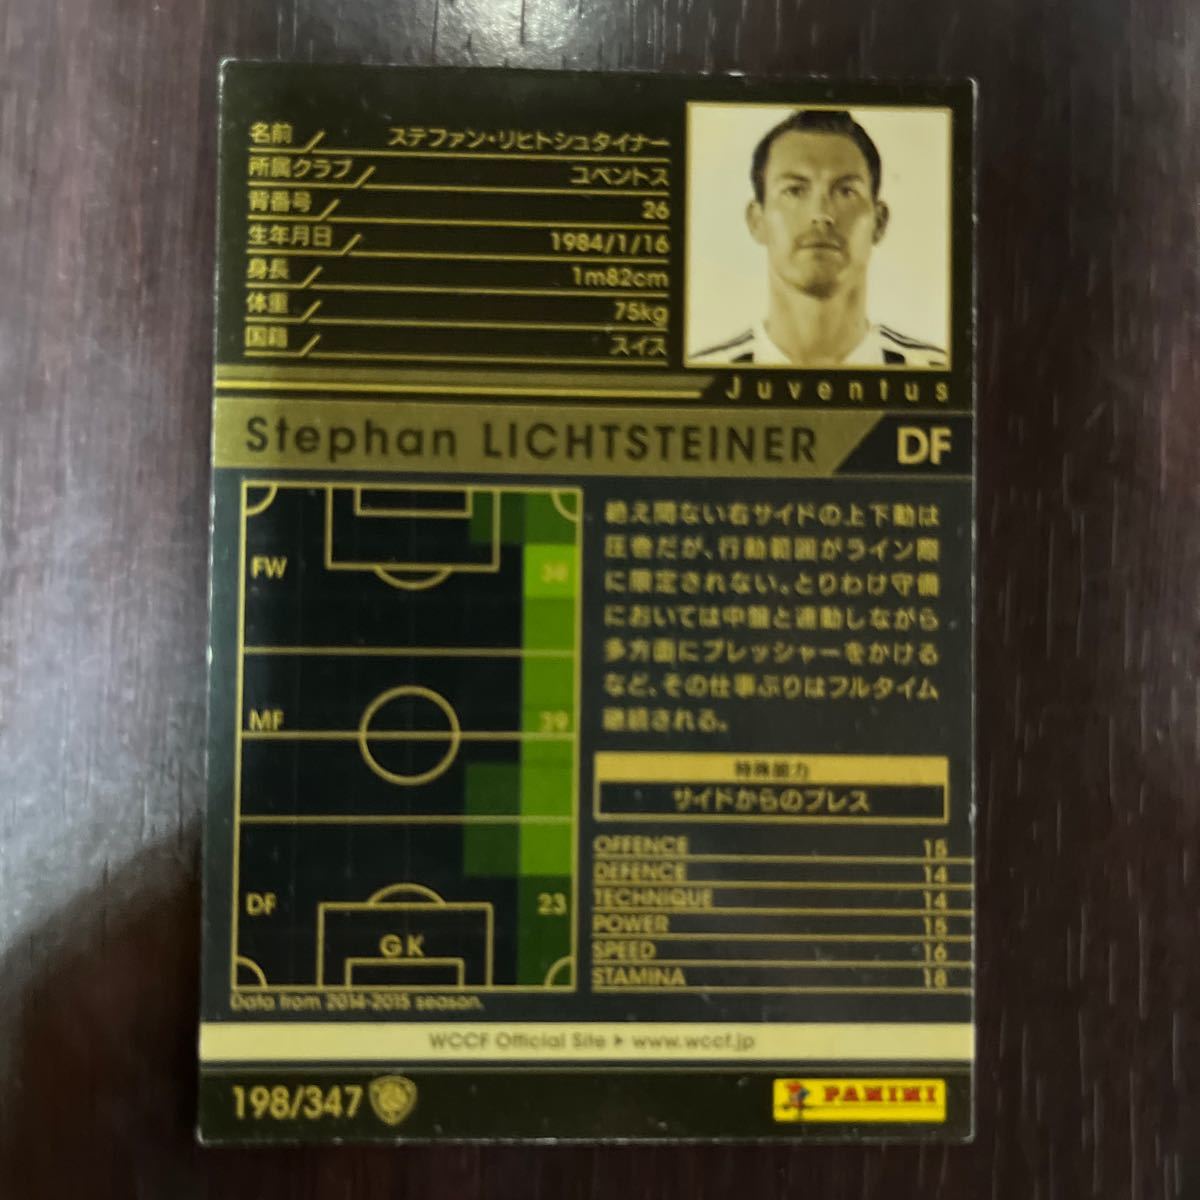 名前 ステファン・リヒトシュタイナー
所属クラブ ユベントス
背番号 26
生年月日 1984/1/16
身長 1m82cm
体重 75kg
国籍 スイス
Juventus
Stephan LICHTSTEINER DF
FW 38
MF 39
DF 23
GK
Data from 2014-2015 season.
絶え間ない右サイドの上下動は
圧巻だが、行動範囲がライン際
に限定されない。とりわけ守備
においては中盤と連動しながら
多方面にプレッシャーをかける
など、その仕事ぶりはフルタイム
継続される。
特殊能力
サイドからのプレス
OFFENCE 15
DEFENCE 14
TECHNIQUE 14
POWER 15
SPEED 16
STAMINA 18
WCCF Official Site ▶ www.wccf.jp
198/347
PANINI